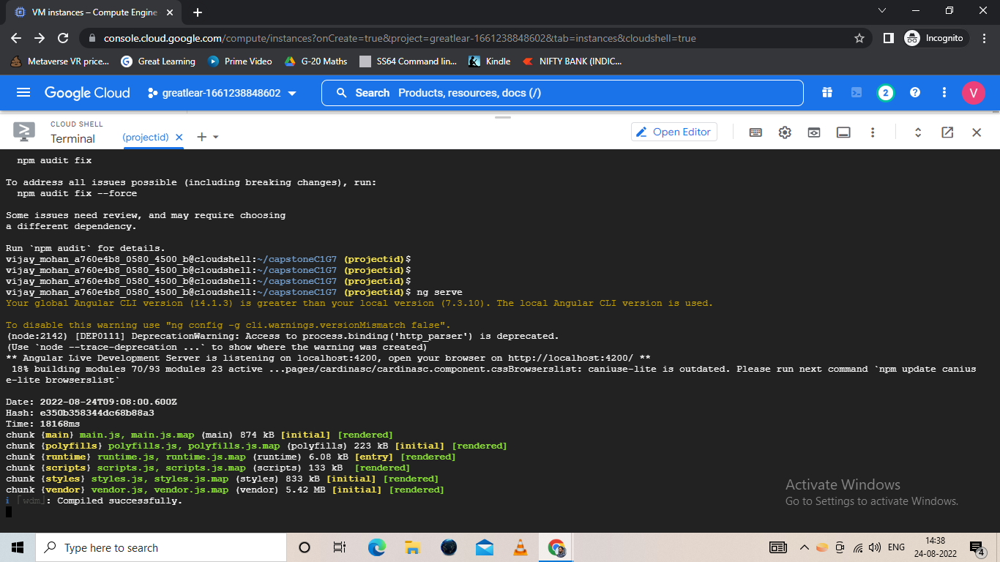 VM instances – Compute Engine
console.cloud.google.com/compute/instances?onCreate=true&project=greatlear-1661238848602&tab=instances&cloudshell=true
Incognito
Metaverse VR price... Great Learning Prime Video G-20 Maths SS64 Command lin... Kindle NIFTY BANK (INDIC...
Google Cloud greatlear-1661238848602 Search Products, resources, docs (/) 2 V
CLOUD SHELL
Terminal (projectid) Open Editor
npm audit fix
To address all issues possible (including breaking changes), run:
npm audit fix --force
Some issues need review, and may require choosing
a different dependency.
Run `npm audit` for details.
vijay_mohan_a760e4b8_0580_4500_b@cloudshell:~/capstoneC1G7 (projectid)$
vijay_mohan_a760e4b8_0580_4500_b@cloudshell:~/capstoneC1G7 (projectid)$
vijay_mohan_a760e4b8_0580_4500_b@cloudshell:~/capstoneC1G7 (projectid)$
vijay_mohan_a760e4b8_0580_4500_b@cloudshell:~/capstoneC1G7 (projectid)$ ng serve
Your global Angular CLI version (14.1.3) is greater than your local version (7.3.10). The local Angular CLI version is used.
To disable this warning use "ng config -g cli.warnings.versionMismatch false".
(node:2142) [DEP0111] DeprecationWarning: Access to process.binding('http_parser') is deprecated.
(Use `node --trace-deprecation ...` to show where the warning was created)
** Angular Live Development Server is listening on localhost:4200, open your browser on http://localhost:4200/ **
18% building modules 70/93 modules 23 active ...pages/cardinasc/cardinasc.component.cssBrowserslist: caniuse-lite is outdated. Please run next command `npm update canius
e-lite browserslist`
Date: 2022-08-24T09:08:00.600Z
Hash: e350b358344dc68b88a3
Time: 18168ms
chunk {main} main.js, main.js.map (main) 874 kB [initial] [rendered]
chunk {polyfills} polyfills.js, polyfills.js.map (polyfills) 223 kB [initial] [rendered]
chunk {runtime} runtime.js, runtime.js.map (runtime) 6.08 kB [entry] [rendered]
chunk {scripts} scripts.js, scripts.js.map (scripts) 133 kB [rendered]
chunk {styles} styles.js, styles.js.map (styles) 833 kB [initial] [rendered]
chunk {vendor} vendor.js, vendor.js.map (vendor) 5.42 MB [initial] [rendered]
ℹ ｢wdm｣: Compiled successfully.
Activate Windows
Go to Settings to activate Windows.
Type here to search
ENG
14:38
24-08-2022
4